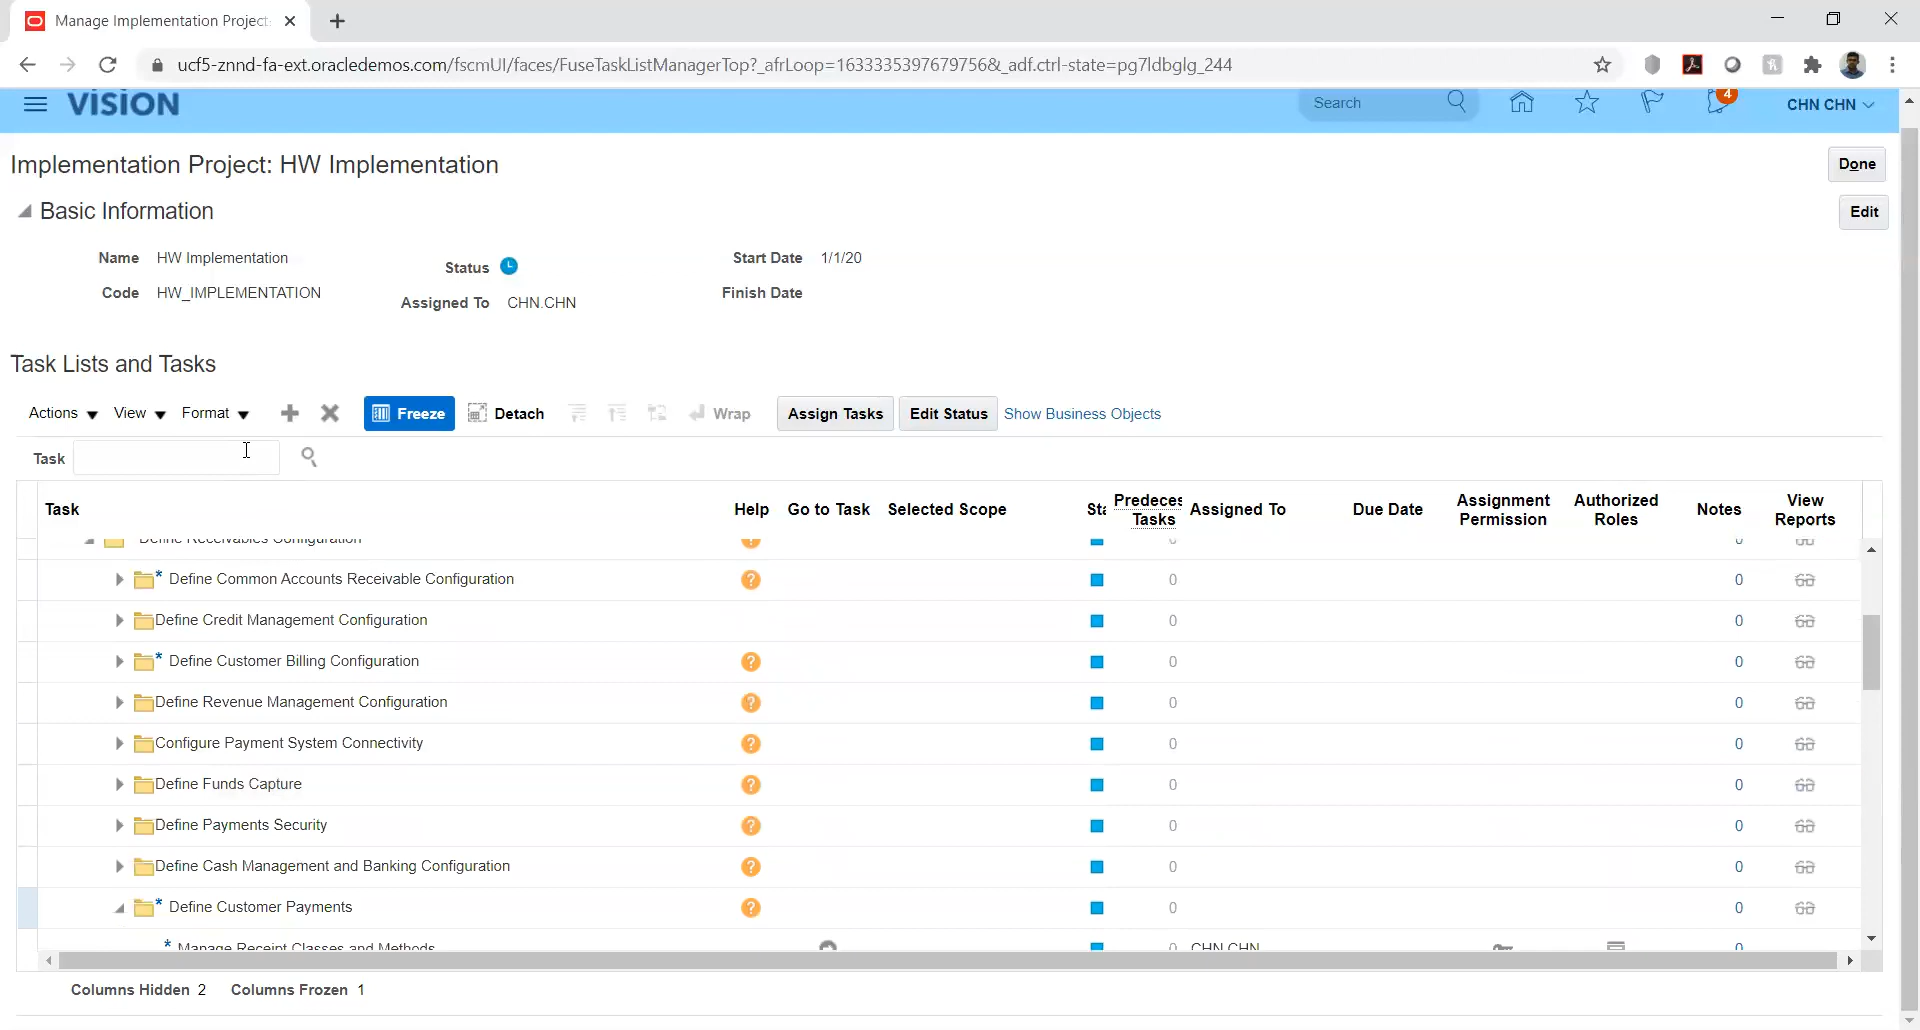 Manage Implementation Project:
ucf5-znnd-fa-ext.oracledemos.com/fscmUI/faces/FuseTaskListManagerTop?_afrLoop=16333539767975​6&_adf.ctrl-state=pg7ldbglg_244
VISION
Search
4
CHN CHN
Implementation Project: HW Implementation
Done
Basic Information
Edit
Name HW Implementation
Status
Start Date 1/1/20
Code HW_IMPLEMENTATION
Assigned To CHN.CHN
Finish Date
Task Lists and Tasks
Actions View Format Freeze Detach Wrap Assign Tasks Edit Status Show Business Objects
Task
Task Help Go to Task Selected Scope Sta Predeces Tasks Assigned To Due Date Assignment Permission Authorized Roles Notes View Reports
Define Receivables Configuration ? 0 0
* Define Common Accounts Receivable Configuration ? 0 0
Define Credit Management Configuration 0 0
* Define Customer Billing Configuration ? 0 0
Define Revenue Management Configuration ? 0 0
Configure Payment System Connectivity ? 0 0
Define Funds Capture ? 0 0
Define Payments Security ? 0 0
Define Cash Management and Banking Configuration ? 0 0
* Define Customer Payments ? 0 0
* Manage Receipt Classes and Methods 0 CHN.CHN 0
Columns Hidden 2 Columns Frozen 1